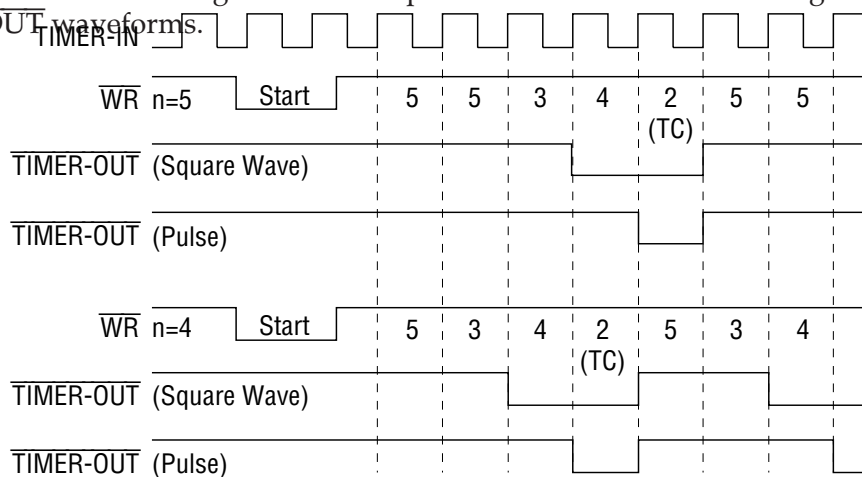 OUT waveforms.
TIMER-IN
WR n=5 Start 5 5 3 4 2 5 5
(TC)
TIMER-OUT (Square Wave)
TIMER-OUT (Pulse)
WR n=4 Start 5 3 4 2 5 3 4
(TC)
TIMER-OUT (Square Wave)
TIMER-OUT (Pulse)